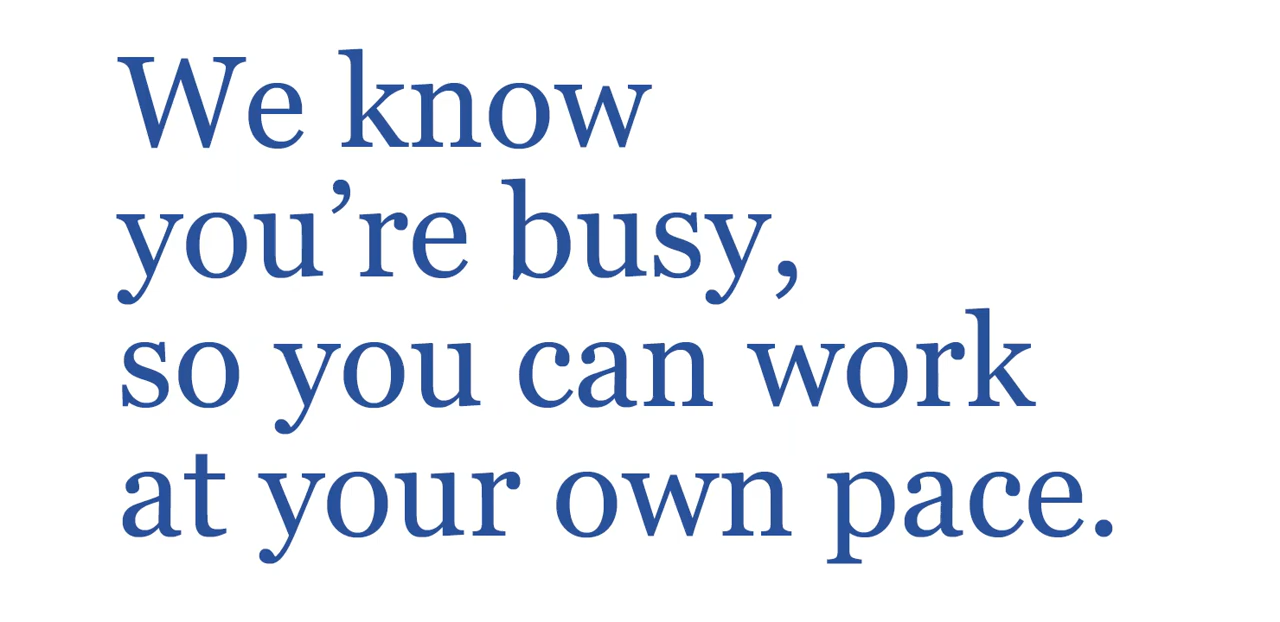 We know
you’re busy,
so you can work
at your own pace.